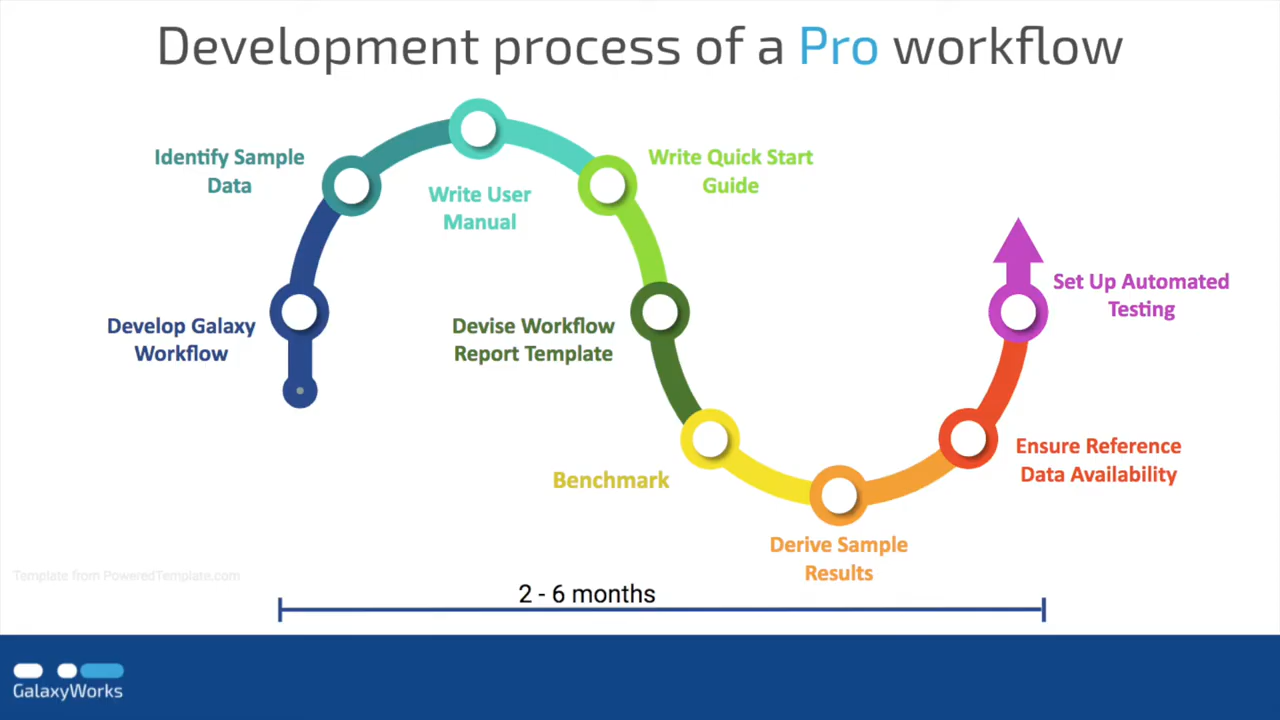 Development process of a Pro workflow
Develop Galaxy
Workflow
Identify Sample
Data
Write User
Manual
Write Quick Start
Guide
Devise Workflow
Report Template
Benchmark
Derive Sample
Results
Ensure Reference
Data Availability
Set Up Automated
Testing
Template from PoweredTemplate.com
2 - 6 months
GalaxyWorks